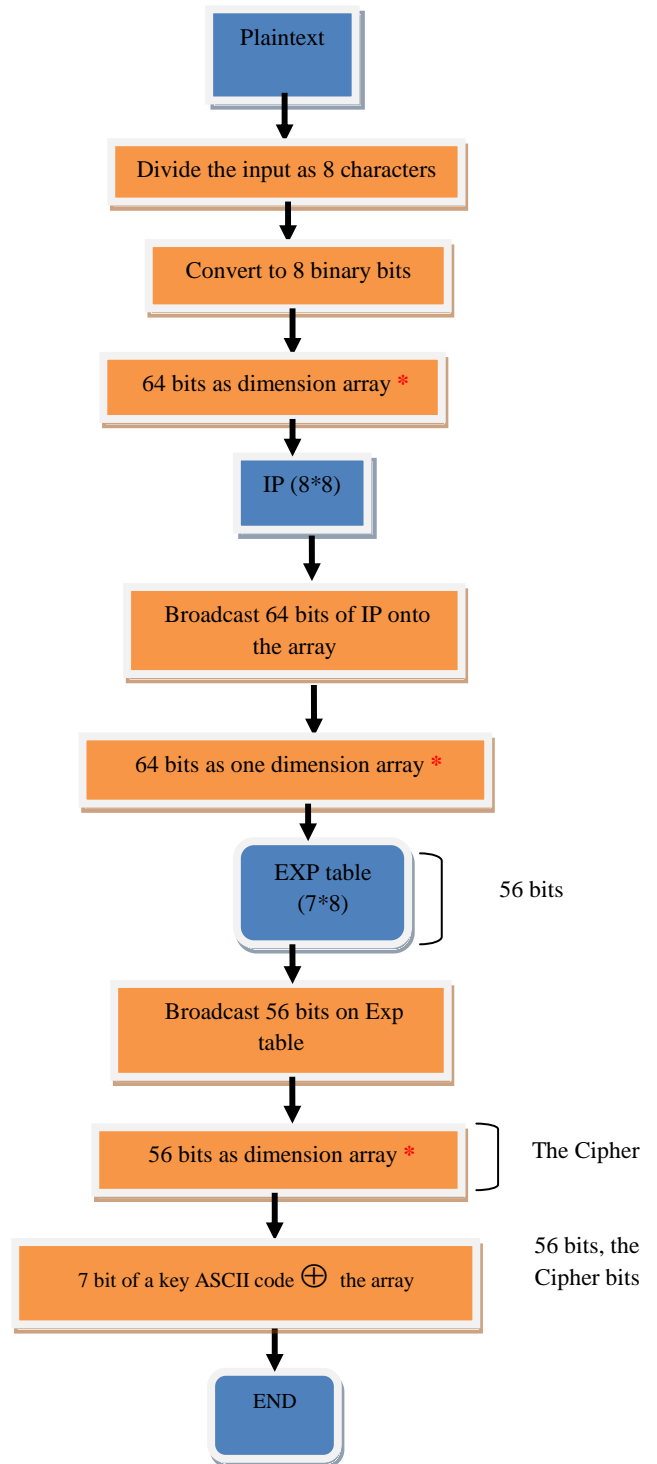 Plaintext
Divide the input as 8 characters
Convert to 8 binary bits
64 bits as dimension array *
IP (8*8)
Broadcast 64 bits of IP onto
the array
64 bits as one dimension array *
EXP table
(7*8)
56 bits
Broadcast 56 bits on Exp
table
56 bits as dimension array *
The Cipher
7 bit of a key ASCII code ⊕ the array
56 bits, the
Cipher bits
END